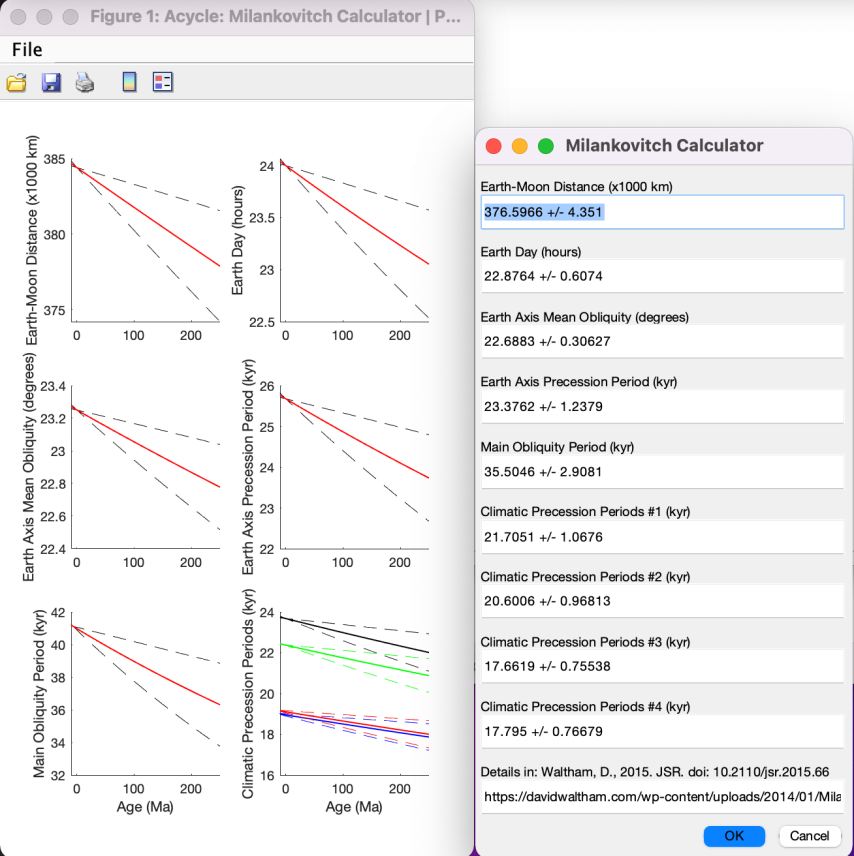 Figure 1: Acycle: Milankovitch Calculator | P...
File
385
380
375
Earth-Moon Distance (x1000 km)
0 100 200
24
23.5
23
22.5
Earth Day (hours)
0 100 200
23.4
23.2
23
22.8
22.6
22.4
Earth Axis Mean Obliquity (degrees)
0 100 200
26
25
24
23
22
Earth Axis Precession Period (kyr)
0 100 200
42
40
38
36
34
32
Main Obliquity Period (kyr)
0 100 200
Age (Ma)
24
22
20
18
16
Climatic Precession Periods (kyr)
0 100 200
Age (Ma)
Milankovitch Calculator
Earth-Moon Distance (x1000 km)
376.5966 +/- 4.351
Earth Day (hours)
22.8764 +/- 0.6074
Earth Axis Mean Obliquity (degrees)
22.6883 +/- 0.30627
Earth Axis Precession Period (kyr)
23.3762 +/- 1.2379
Main Obliquity Period (kyr)
35.5046 +/- 2.9081
Climatic Precession Periods #1 (kyr)
21.7051 +/- 1.0676
Climatic Precession Periods #2 (kyr)
20.6006 +/- 0.96813
Climatic Precession Periods #3 (kyr)
17.6619 +/- 0.75538
Climatic Precession Periods #4 (kyr)
17.795 +/- 0.76679
Details in: Waltham, D., 2015. JSR. doi: 10.2110/jsr.2015.66
https://davidwaltham.com/wp-content/uploads/2014/01/Mila
OK Cancel